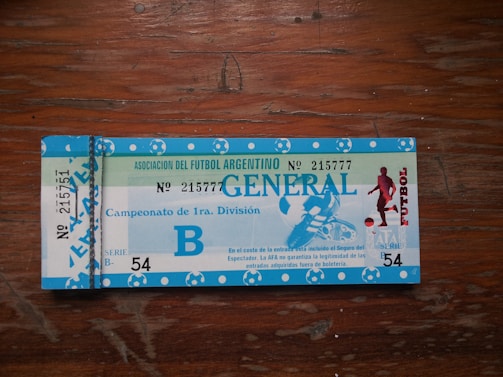 Nº 215751
ASOCIACION DEL FUTBOL ARGENTINO Nº 215777
Nº 215777
GENERAL
Campeonato de 1ra. División
B
En el costo de la entrada está incluido el Seguro del
Espectador. La AFA no garantiza la legitimidad de las
entradas adquiridas fuera de boletería.
SERIE
B- 54
SERIE
B- 54
FUTBOL